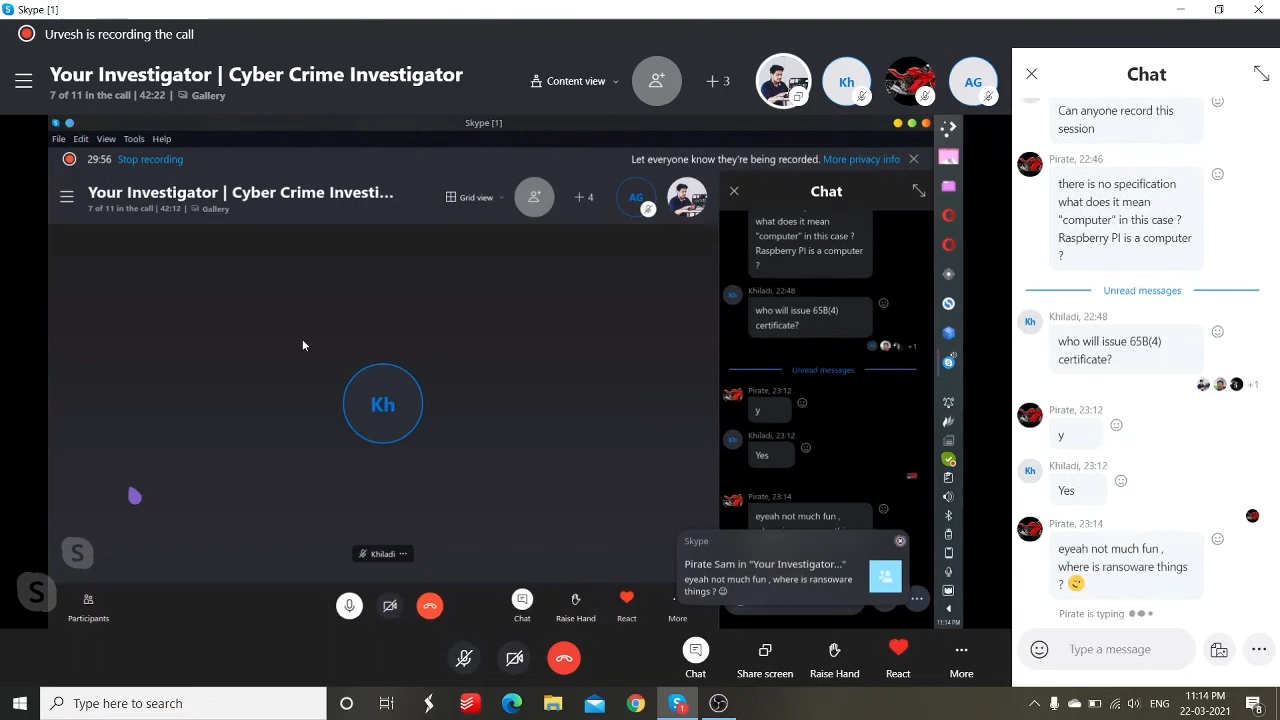 Skype [1]
Urvesh is recording the call
Your Investigator | Cyber Crime Investigator
7 of 11 in the call | 42:22 | Gallery
Content view
+ 3
Kh
AG
Skype [1]
File Edit View Tools Help
29:56 Stop recording
Let everyone know they're being recorded. More privacy info
Your Investigator | Cyber Crime Investi...
7 of 11 in the call | 42:12 | Gallery
Grid view
+ 4
AG
Chat
what does it mean
"computer" in this case ?
Raspberry PI is a computer
?
Khiladi, 22:48
Kh
who will issue 65B(4)
certificate?
+1
Unread messages
Pirate, 23:12
y
Khiladi, 23:12
Kh
Yes
Pirate, 23:14
eyeah not much fun ,
Kh
Khiladi
Skype
Pirate Sam in "Your Investigator..."
eyeah not much fun , where is ransoware
things ? 😉
S
S
Participants
Chat
Raise Hand
React
More
11:14 PM
Chat
Share screen
Raise Hand
React
More
Chat
Can anyone record this
session
Pirate, 22:46
there is no specification
what does it mean
"computer" in this case ?
Raspberry PI is a computer
?
Unread messages
Khiladi, 22:48
Kh
who will issue 65B(4)
certificate?
+1
Pirate, 23:12
y
Khiladi, 23:12
Kh
Yes
Pirate, 23:14
eyeah not much fun ,
where is ransoware things
? 😉
Pirate is typing
Type a message
Type here to search
1
ENG
11:14 PM
22-03-2021
8